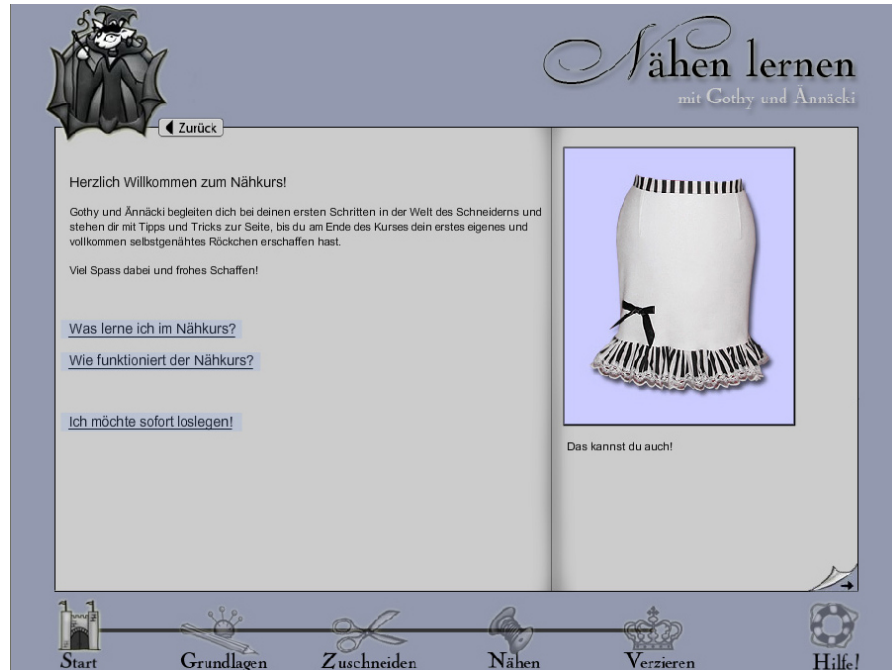 Nähen lernen
mit Gothy und Ännäcki
Zurück
Herzlich Willkommen zum Nähkurs!
Gothy und Ännäcki begleiten dich bei deinen ersten Schritten in der Welt des Schneiderns und
stehen dir mit Tipps und Tricks zur Seite, bis du am Ende des Kurses dein erstes eigenes und
vollkommen selbstgenähtes Röckchen erschaffen hast.
Viel Spass dabei und frohes Schaffen!
Was lerne ich im Nähkurs?
Wie funktioniert der Nähkurs?
Ich möchte sofort loslegen!
Das kannst du auch!
Start
Grundlagen
Zuschneiden
Nähen
Verzieren
Hilfe!